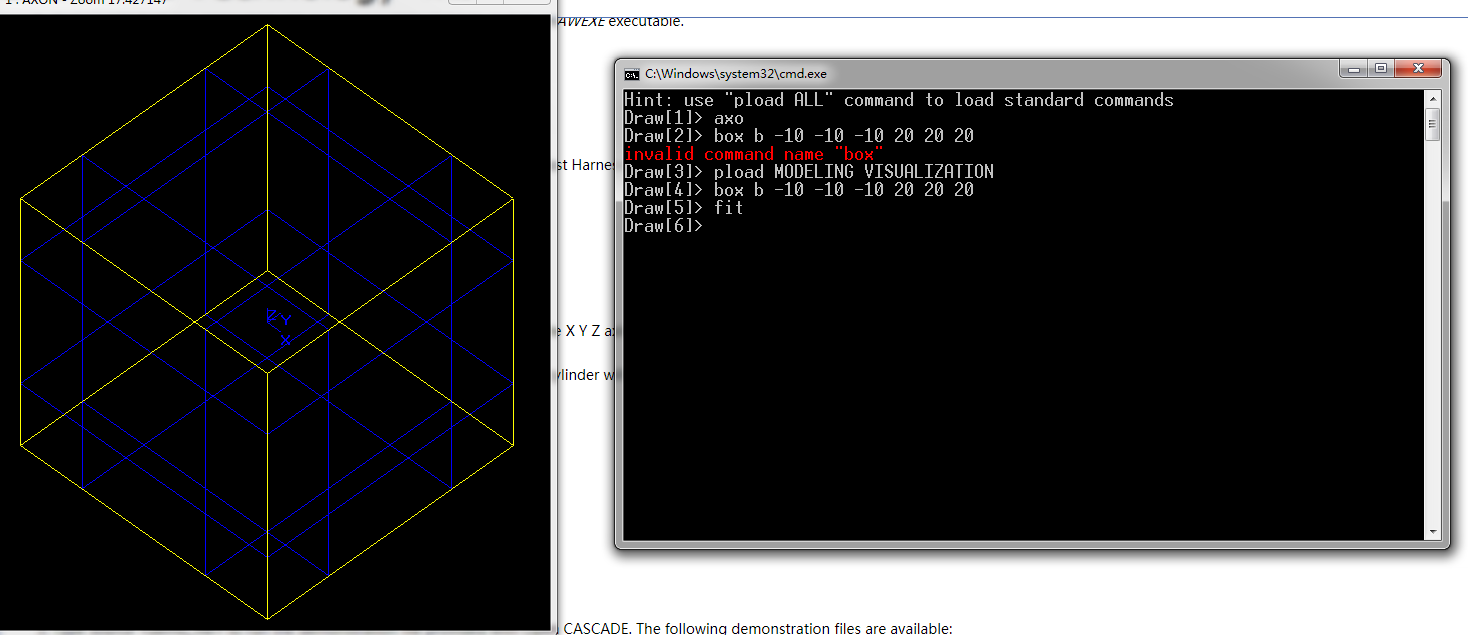 1 : AXON - Zoom 17.427147
AWEXE executable.
C:\Windows\system32\cmd.exe
Hint: use "pload ALL" command to load standard commands
Draw[1]> axo
Draw[2]> box b -10 -10 -10 20 20 20
invalid command name "box"
Draw[3]> pload MODELING VISUALIZATION
Draw[4]> box b -10 -10 -10 20 20 20
Draw[5]> fit
Draw[6]>
st Harnes
Z Y
X
e X Y Z ax
ylinder w
CASCADE. The following demonstration files are available: